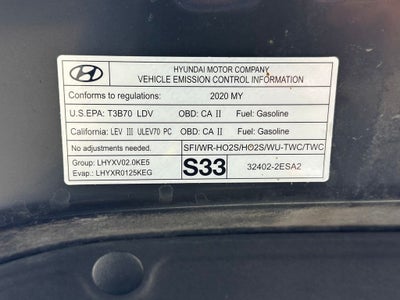 HYUNDAI MOTOR COMPANY
VEHICLE EMISSION CONTROL INFORMATION
Conforms to regulations: 2020 MY
U.S.EPA: T3B70 LDV OBD: CA II Fuel: Gasoline
California: LEV III ULEV70 PC OBD: CA II Fuel: Gasoline
No adjustments needed. SFI/WR-HO2S/HO2S/WU-TWC/TWC
Group: LHYXV02.0KE5
Evap.: LHYXR0125KEG
S33
32402-2ESA2